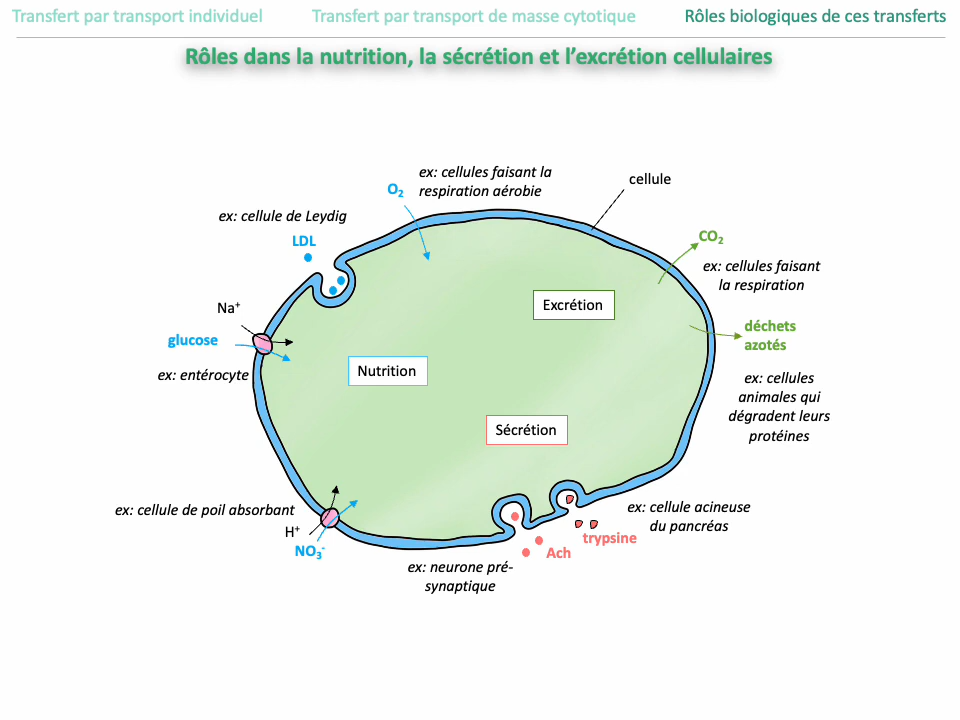 Transfert par transport individuel
Transfert par transport de masse cytotique
Rôles biologiques de ces transferts
Rôles dans la nutrition, la sécrétion et l’excrétion cellulaires
ex: cellules faisant la
respiration aérobie
O₂
cellule
ex: cellule de Leydig
LDL
CO₂
ex: cellules faisant
la respiration
Na⁺
glucose
ex: entérocyte
Excrétion
déchets
azotés
Nutrition
ex: cellules
animales qui
dégradent leurs
protéines
Sécrétion
ex: cellule de poil absorbant
H⁺
NO₃⁻
ex: cellule acineuse
du pancréas
trypsine
Ach
ex: neurone pré-
synaptique